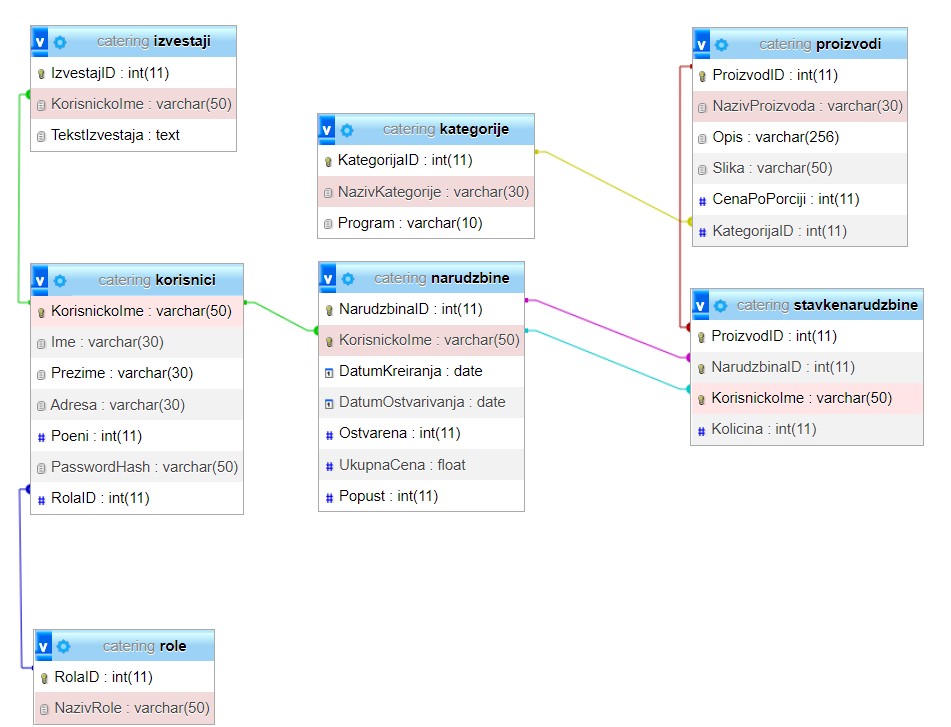 v catering izvestaji
IzvestajID : int(11)
KorisnickoIme : varchar(50)
TekstIzvestaja : text
v catering kategorije
KategorijaID : int(11)
NazivKategorije : varchar(30)
Program : varchar(10)
v catering proizvodi
ProizvodID : int(11)
NazivProizvoda : varchar(30)
Opis : varchar(256)
Slika : varchar(50)
# CenaPoPorciji : int(11)
# KategorijaID : int(11)
v catering korisnici
KorisnickoIme : varchar(50)
Ime : varchar(30)
Prezime : varchar(30)
Adresa : varchar(30)
# Poeni : int(11)
PasswordHash : varchar(50)
# RolaID : int(11)
v catering narudzbine
NarudzbinaID : int(11)
KorisnickoIme : varchar(50)
DatumKreiranja : date
DatumOstvarivanja : date
# Ostvarena : int(11)
# UkupnaCena : float
# Popust : int(11)
v catering stavkenarudzbine
ProizvodID : int(11)
NarudzbinaID : int(11)
KorisnickoIme : varchar(50)
# Kolicina : int(11)
v catering role
RolaID : int(11)
NazivRole : varchar(50)